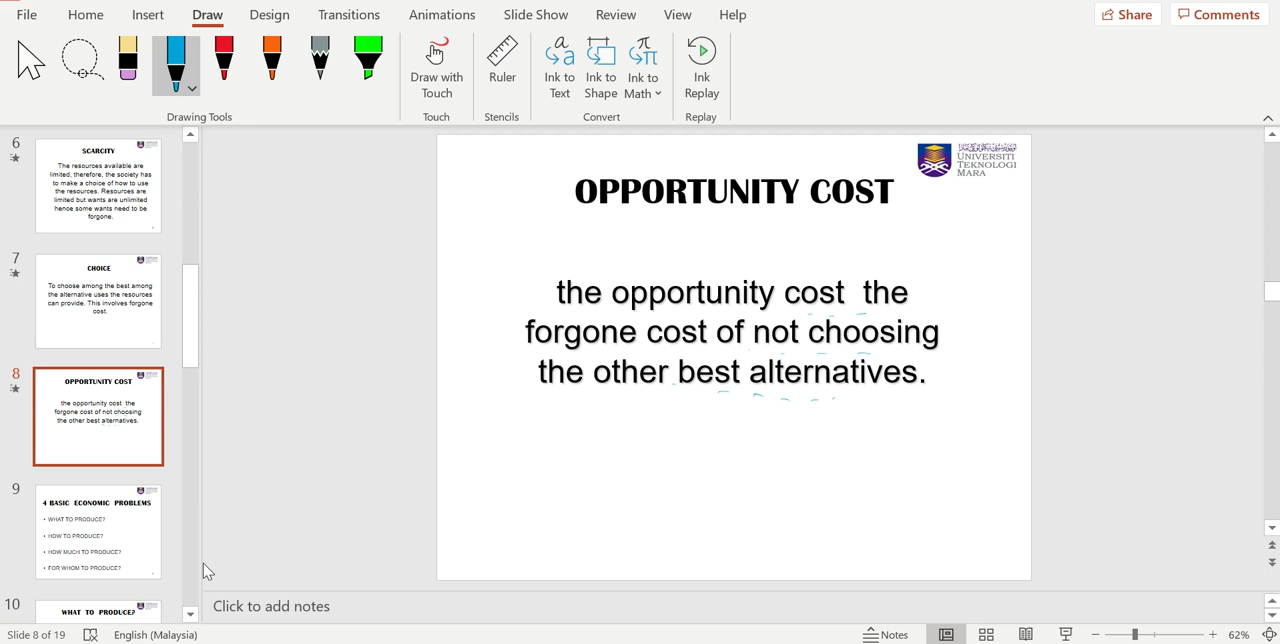 File Home Insert Draw Design Transitions Animations Slide Show Review View Help Share Comments
Draw with Touch
Ruler
Ink to Text
Ink to Shape
Ink to Math
Ink Replay
Drawing Tools Touch Stencils Convert Replay
6
SCARCITY
The resources available are
limited, therefore, the society has
to make a choice of how to use
the resources. Resources are
limited but wants are unlimited
hence some wants need to be
forgone.
7
CHOICE
To choose among the best among
the alternative uses the resources
can provide. This involves forgone
cost.
8
OPPORTUNITY COST
the opportunity cost the
forgone cost of not choosing
the other best alternatives.
9
4 BASIC ECONOMIC PROBLEMS
• WHAT TO PRODUCE?
• HOW TO PRODUCE?
• HOW MUCH TO PRODUCE?
• FOR WHOM TO PRODUCE?
10
WHAT TO PRODUCE?
UNIVERSITI
TEKNOLOGI
MARA
OPPORTUNITY COST
the opportunity cost the
forgone cost of not choosing
the other best alternatives.
Click to add notes
Slide 8 of 19 English (Malaysia) Notes 62%